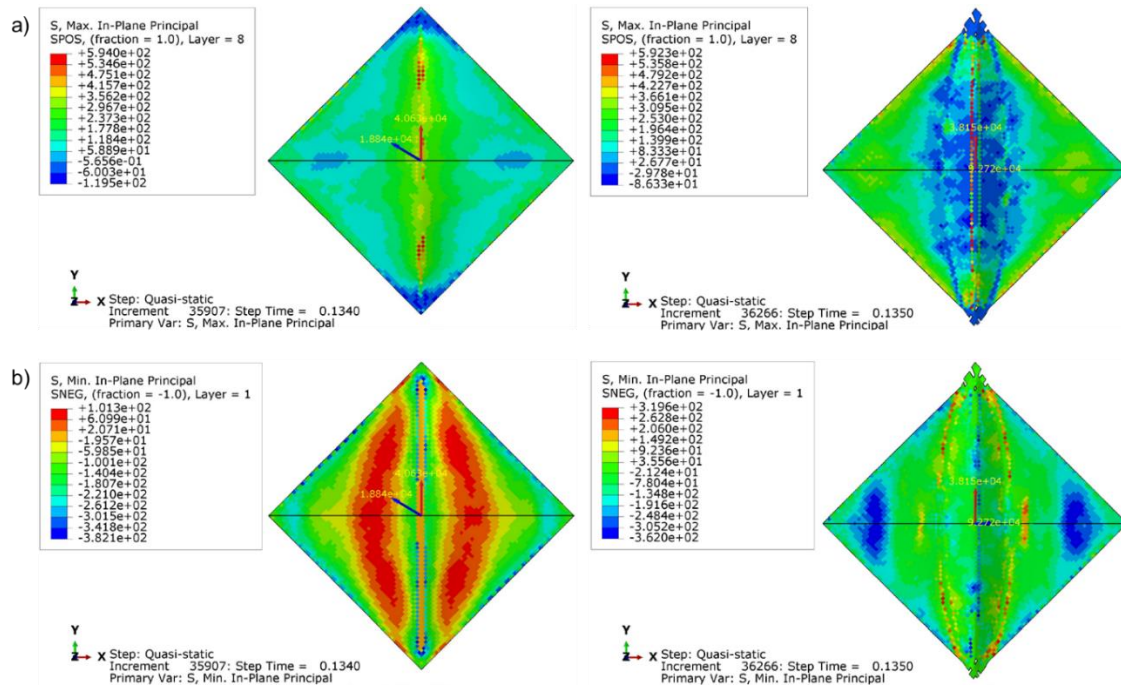 a)
S, Max. In-Plane Principal
SPOS, (fraction = 1.0), Layer = 8
+5.940e+02
+5.346e+02
+4.751e+02
+4.157e+02
+3.562e+02
+2.973e+02
+2.373e+02
+1.778e+02
+1.184e+02
+5.889e+01
-5.656e-01
-6.003e+01
-1.195e+02
4.063e+04
1.884e+04
Y
Z X
Step: Quasi-static
Increment 35907: Step Time = 0.1340
Primary Var: S, Max. In-Plane Principal
S, Max. In-Plane Principal
SPOS, (fraction = 1.0), Layer = 8
+5.923e+02
+5.358e+02
+4.792e+02
+4.227e+02
+3.661e+02
+3.095e+02
+2.530e+02
+1.964e+02
+1.399e+02
+8.333e+01
+2.677e+01
-2.978e+01
-8.633e+01
3.815e+04
9.272e+04
Y
Z X
Step: Quasi-static
Increment 36266: Step Time = 0.1350
Primary Var: S, Max. In-Plane Principal
b)
S, Min. In-Plane Principal
SNEG, (fraction = -1.0), Layer = 1
+1.013e+02
+6.099e+01
+2.071e+01
-1.957e+01
-5.985e+01
-1.001e+02
-1.404e+02
-1.807e+02
-2.210e+02
-2.612e+02
-3.015e+02
-3.418e+02
-3.821e+02
4.063e+04
1.884e+04
Y
Z X
Step: Quasi-static
Increment 35907: Step Time = 0.1340
Primary Var: S, Min. In-Plane Principal
S, Min. In-Plane Principal
SNEG, (fraction = -1.0), Layer = 1
+3.196e+02
+2.628e+02
+2.060e+02
+1.492e+02
+9.236e+01
+3.556e+01
-2.124e+01
-7.804e+01
-1.348e+02
-1.916e+02
-2.484e+02
-3.052e+02
-3.620e+02
3.815e+04
9.272e+04
Y
Z X
Step: Quasi-static
Increment 36266: Step Time = 0.1350
Primary Var: S, Min. In-Plane Principal